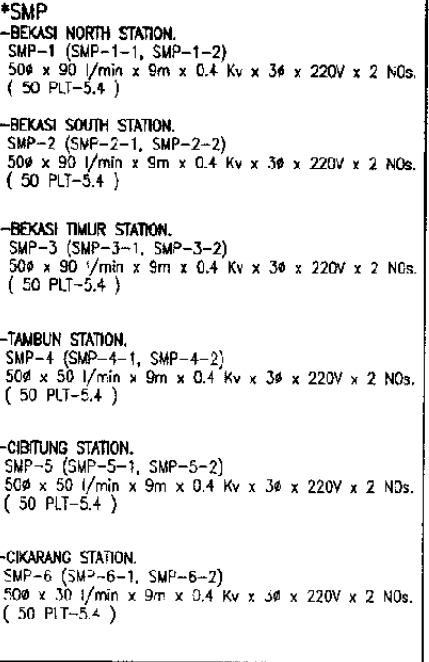 *SMP
-BEKASI NORTH STATION.
SMP-1 (SMP-1-1, SMP-1-2)
50ø x 90 l/min x 9m x 0.4 Kv x 3ø x 220V x 2 NOs.
( 50 PLT-5.4 )
-BEKASI SOUTH STATION.
SMP-2 (SMP-2-1, SMP-2-2)
50ø x 90 l/min x 9m x 0.4 Kv x 3ø x 220V x 2 NOs.
( 50 PLT-5.4 )
-BEKASI TIMUR STATION.
SMP-3 (SMP-3-1, SMP-3-2)
50ø x 90 l/min x 9m x 0.4 Kv x 3ø x 220V x 2 NOs.
( 50 PLT-5.4 )
-TAMBUN STATION.
SMP-4 (SMP-4-1, SMP-4-2)
50ø x 50 l/min x 9m x 0.4 Kv x 3ø x 220V x 2 NOs.
( 50 PLT-5.4 )
-CIBITUNG STATION.
SMP-5 (SMP-5-1, SMP-5-2)
50ø x 50 l/min x 9m x 0.4 Kv x 3ø x 220V x 2 NOs.
( 50 PLT-5.4 )
-CIKARANG STATION.
SMP-6 (SMP-6-1, SMP-6-2)
50ø x 30 l/min x 9m x 0.4 Kv x 3ø x 220V x 2 NOs.
( 50 PLT-5.4 )